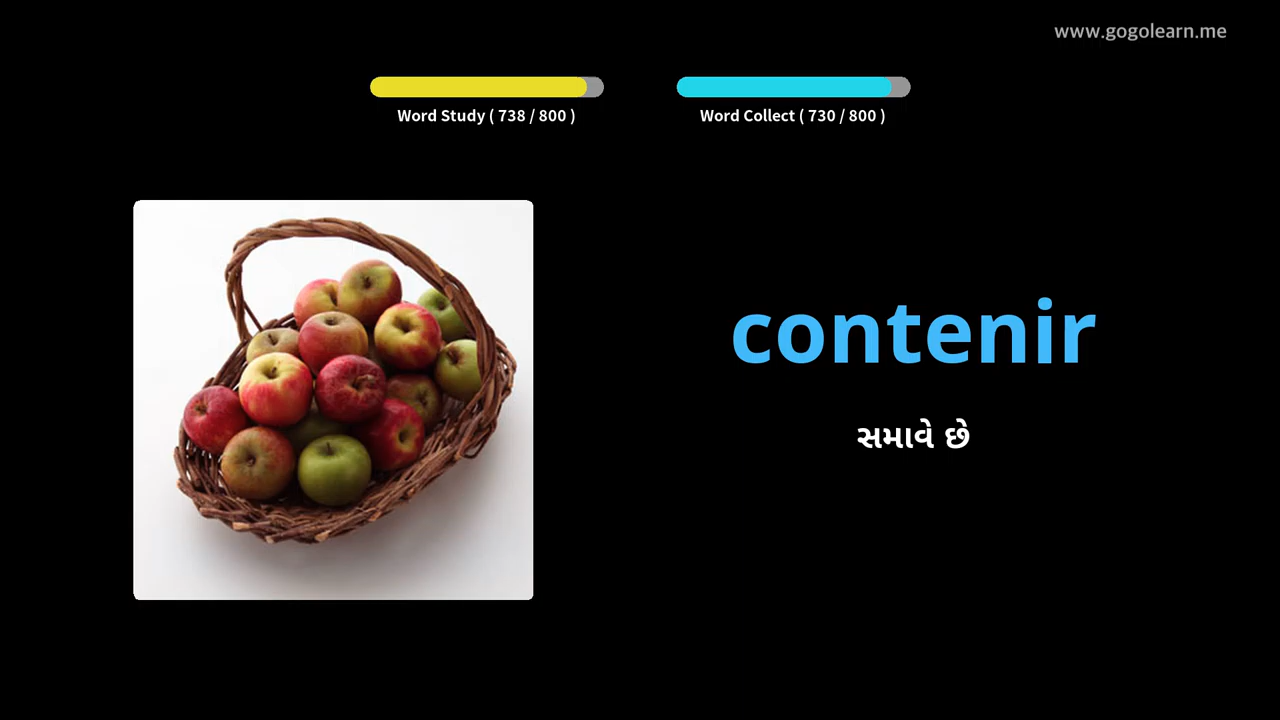 www.gogolearn.me
Word Study ( 738 / 800 )
Word Collect ( 730 / 800 )
contenir
સમાવે છે